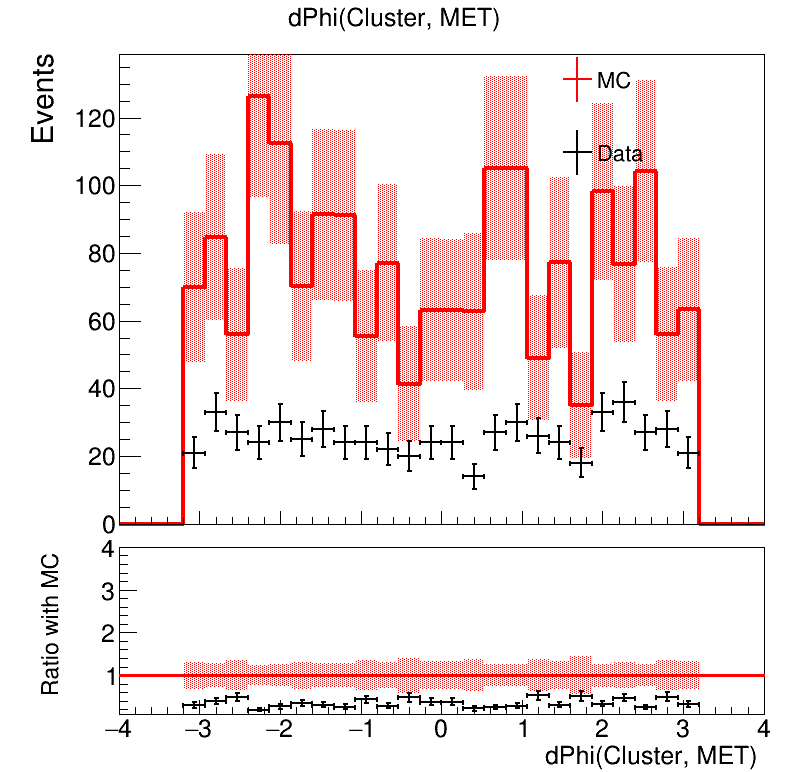 dPhi(Cluster, MET)
Events
MC
Data
120
100
80
60
40
20
0
Ratio with MC
4
3
2
1
−4 −3 −2 −1 0 1 2 3 4
dPhi(Cluster, MET)